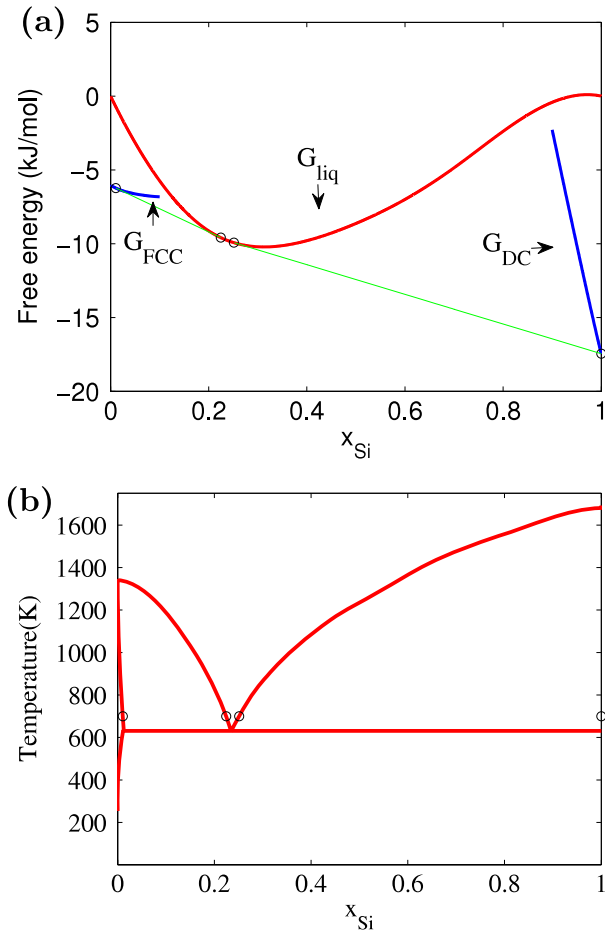 (a)
5
0
−5
−10
−15
−20
Free energy (kJ/mol)
G_liq
G_FCC
G_DC
0 0.2 0.4 0.6 0.8 1
x_Si
(b)
1600
1400
1200
1000
800
600
400
200
Temperature(K)
0 0.2 0.4 0.6 0.8 1
x_Si